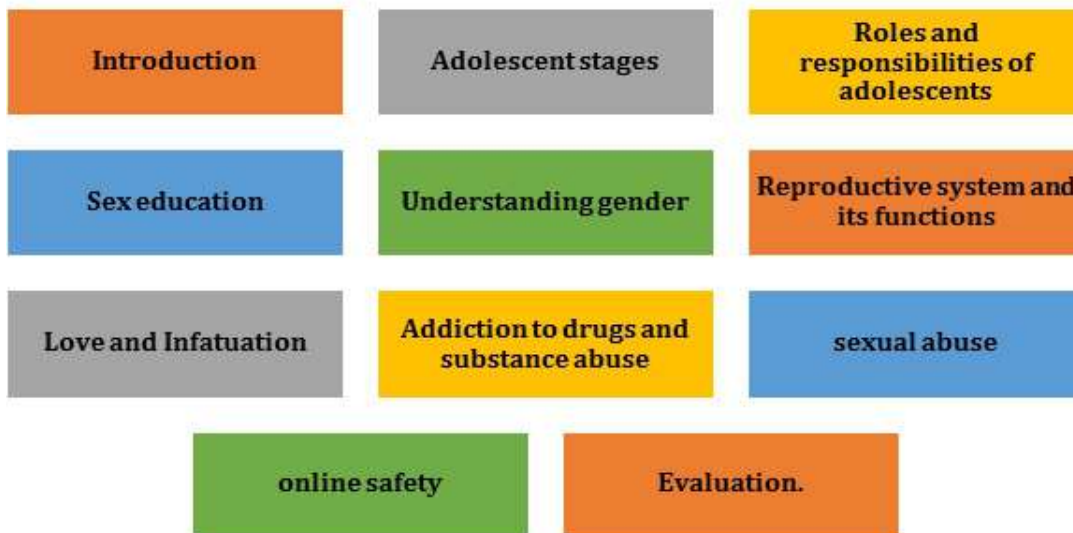 Introduction
Adolescent stages
Roles and
responsibilities of
adolescents
Sex education
Understanding gender
Reproductive system and
its functions
Love and Infatuation
Addiction to drugs and
substance abuse
sexual abuse
online safety
Evaluation.